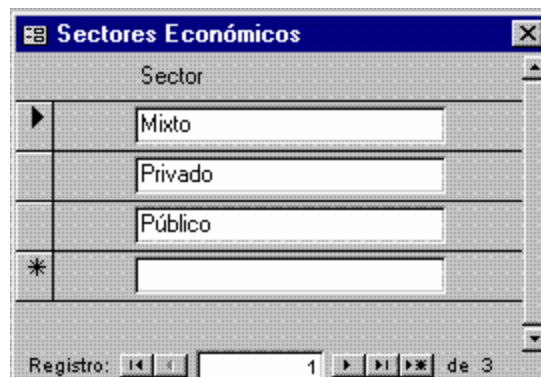 Sectores Económicos
Sector
Mixto
Privado
Público
Registro: 1 de 3